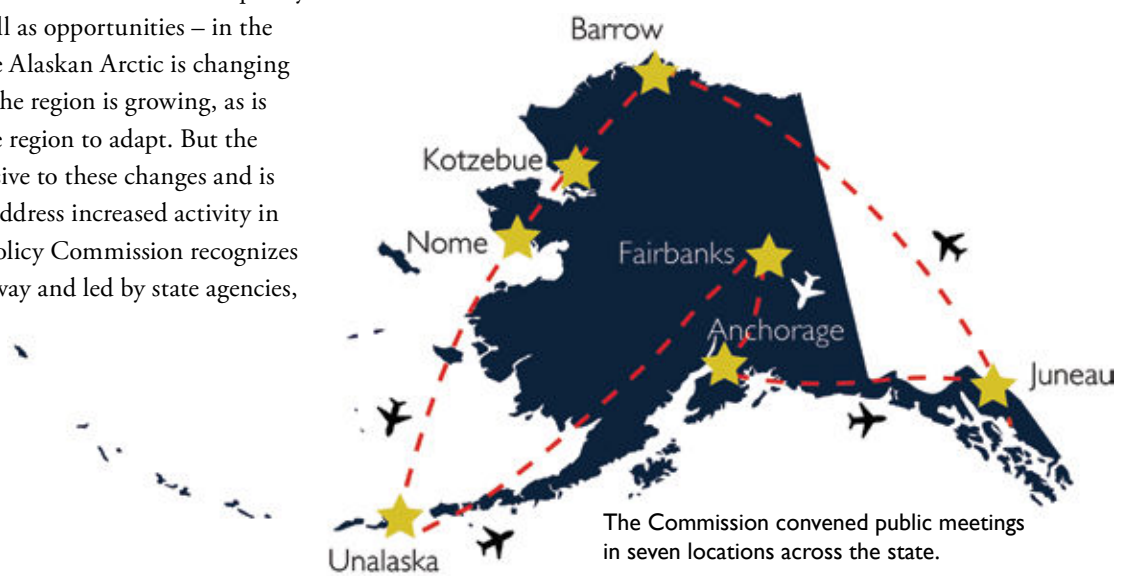 ll as opportunities – in the
Alaskan Arctic is changing
he region is growing, as is
region to adapt. But the
sive to these changes and is
ddress increased activity in
olicy Commission recognizes
way and led by state agencies,
Barrow
Kotzebue
Nome
Fairbanks
Anchorage
Juneau
Unalaska
The Commission convened public meetings
in seven locations across the state.